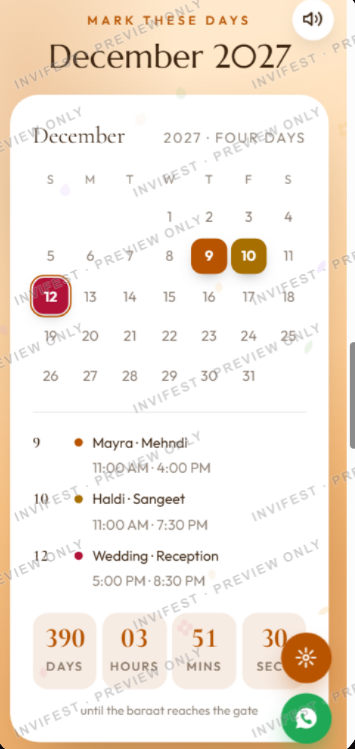 MARK THESE DAYS
December 2027
December 2027 · FOUR DAYS
S M T W T F S
1 2 3 4
5 6 7 8 9 10 11
12 13 14 15 16 17 18
19 20 21 22 23 24 25
26 27 28 29 30 31
9 Mayra · Mehndi
11:00 AM · 4:00 PM
10 Haldi · Sangeet
11:00 AM · 7:30 PM
12 Wedding · Reception
5:00 PM · 8:30 PM
390 03 51 30
DAYS HOURS MINS SEC
until the baraat reaches the gate
INVIFEST · PREVIEW ONLY